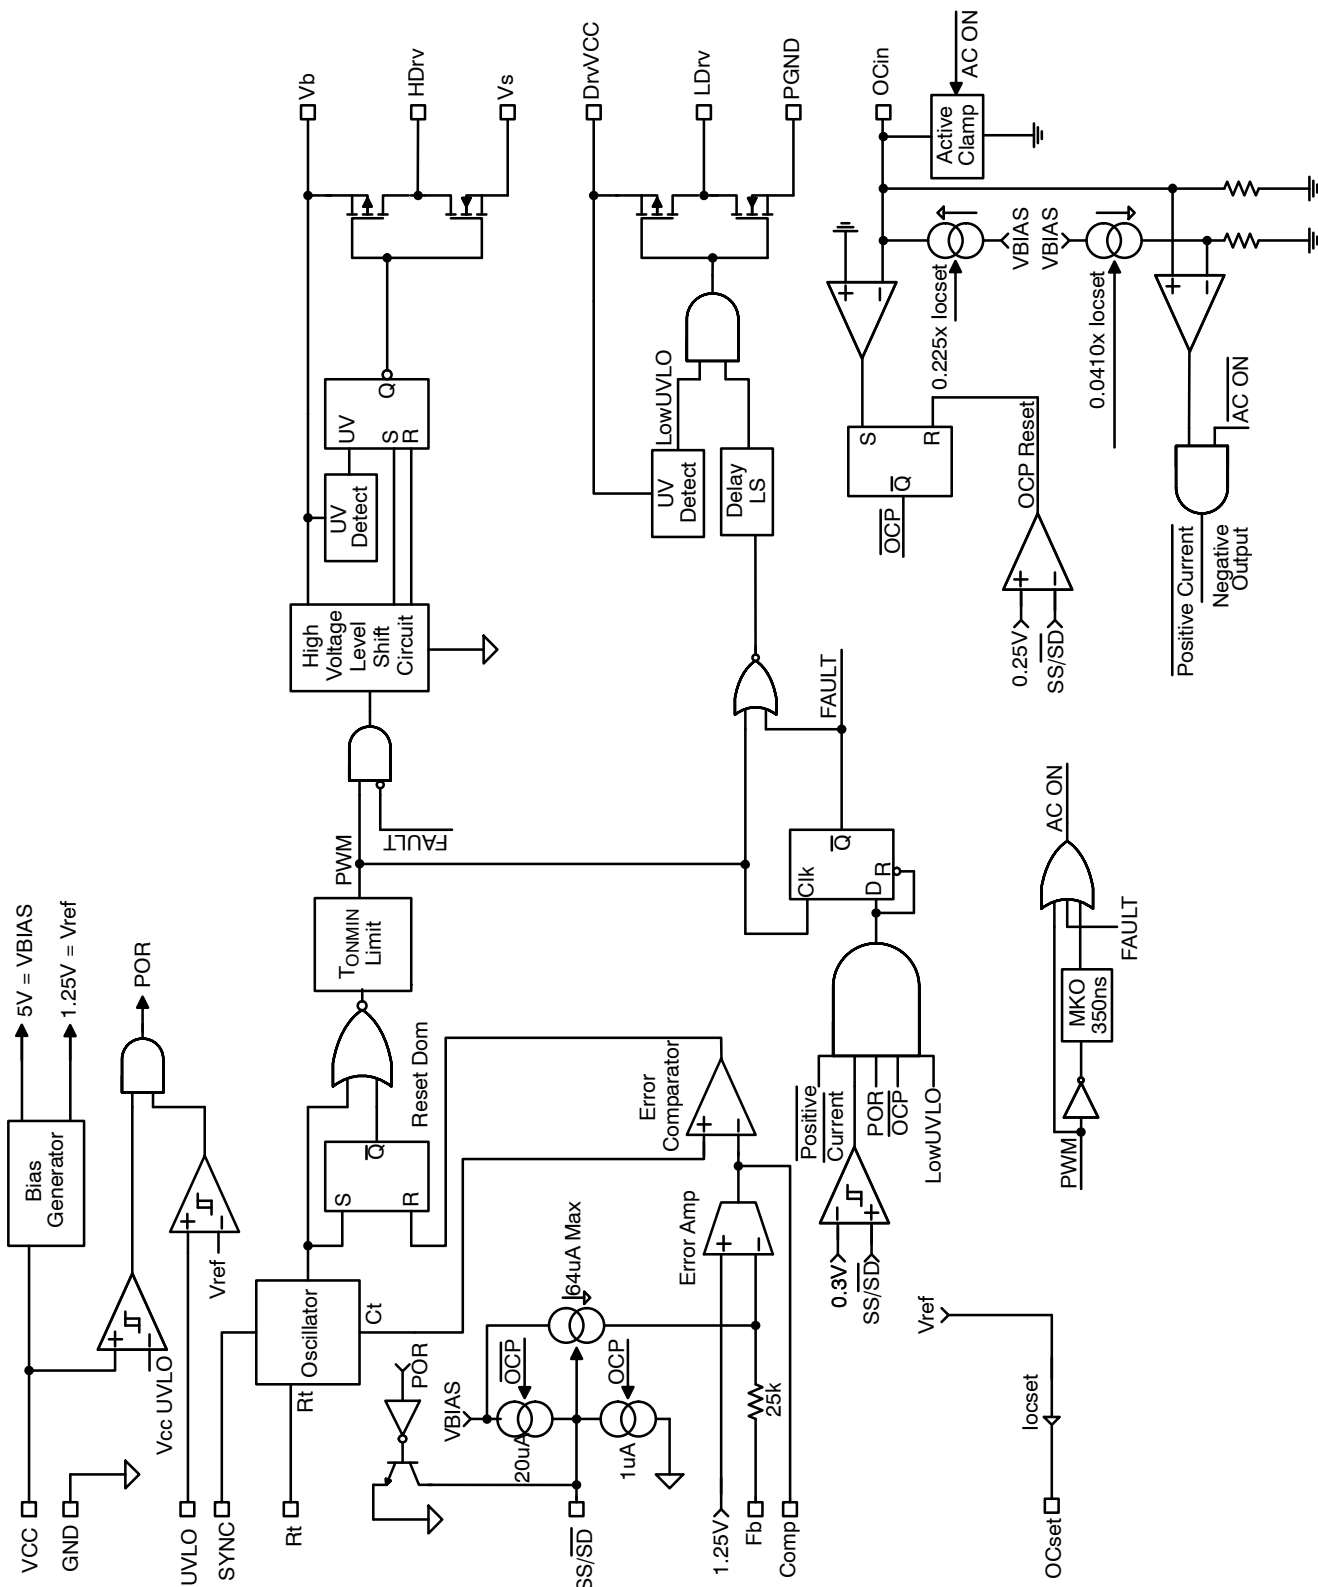 5V = VBIAS
1.25V = Vref
POR
Bias
Generator
Vref
Vcc UVLO
VCC
GND
UVLO
SYNC
Rt
Rt
Oscillator
Ct
S
R
Q
Reset Dom
TONMIN
Limit
PWM
FAULT
High
Voltage
Level
Shift
Circuit
UV
Detect
UV
S
R
Q
Vb
HDrv
Vs
DrvVCC
LDrv
PGND
UV
Detect
LowUVLO
Delay
LS
POR
VBIAS
OCP
20uA
64uA Max
OCP
1uA
SS/SD
25k
1.25V
Fb
Comp
Error Amp
Error
Comparator
Clk
D
R
Q
FAULT
Positive
Current
POR
OCP
LowUVLO
0.3V
SS/SD
PWM
MKO
350ns
FAULT
AC ON
Vref
Iocset
OCset
OCin
Active
Clamp
AC ON
0.225x Iocset
VBIAS
VBIAS
0.0410x Iocset
S
R
Q
OCP
OCP Reset
0.25V
SS/SD
AC ON
Positive Current
Negative
Output